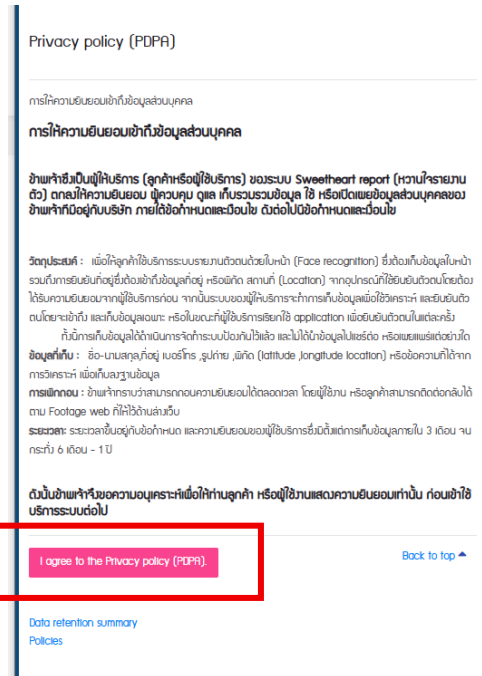 Privacy policy (PDPA)
การให้ความยินยอมเข้าถึงข้อมูลส่วนบุคคล
การให้ความยินยอมเข้าถึงข้อมูลส่วนบุคคล
ข้าพเจ้าซึ่งเป็นผู้ให้บริการ (ลูกค้าหรือผู้ใช้บริการ) ของระบบ Sweetheart report (หวานใจรายงาน
ตัว) ตกลงให้ความยินยอม ผู้ควบคุม ดูแล เก็บรวบรวมข้อมูล ใช้ หรือเปิดเผยข้อมูลส่วนบุคคลของ
ข้าพเจ้าที่มีอยู่กับบริษัท ภายใต้ข้อกำหนดและเงื่อนไข ดังต่อไปนี้ข้อกำหนดและเงื่อนไข
วัตถุประสงค์ : เพื่อให้ลูกค้าใช้บริการระบบรายงานตัวตนด้วยใบหน้า (Face recognition) ซึ่งต้องเก็บข้อมูลใบหน้า
รวมถึงการยืนยันที่อยู่ซึ่งต้องเข้าถึงข้อมูลที่อยู่ หรือพิกัด สถานที่ (Location) จากอุปกรณ์ที่ใช้ยืนยันตัวตนโดยต้อง
ได้รับความยินยอมจากผู้ใช้บริการก่อน จากนั้นระบบของผู้ให้บริการจะทำการเก็บข้อมูลเพื่อใช้วิเคราะห์ และยืนยันตัว
ตนโดยจะเข้าถึง และเก็บข้อมูลเฉพาะ หรือในขณะที่ผู้ใช้บริการเรียกใช้ application เพื่อยืนยันตัวตนในแต่ละครั้ง
ทั้งนี้การเก็บข้อมูลได้ดำเนินการจัดทำระบบป้องกันไว้แล้ว และไม่ได้นำข้อมูลไปแชร์ต่อ หรือเผยแพร่แต่อย่างใด
ข้อมูลที่เก็บ : ชื่อ-นามสกุล,ที่อยู่ เบอร์โทร ,รูปถ่าย ,พิกัด (latitude ,longitude location) หรือข้อความที่ได้จาก
การวิเคราะห์ เพื่อเก็บลงฐานข้อมูล
การเพิกถอน : ข้าพเจ้าทราบว่าสามารถถอนความยินยอมได้ตลอดเวลา โดยผู้ใช้งาน หรือลูกค้าสามารถติดต่อกลับได้
ตาม Footage web ที่ให้ไว้ด้านล่างเว็บ
ระยะเวลา: ระยะเวลาขึ้นอยู่กับข้อกำหนด และความยินยอมของผู้ใช้บริการซึ่งมีตั้งแต่การเก็บข้อมูลภายใน 3 เดือน จน
กระทั่ง 6 เดือน - 1 ปี
ดังนั้นข้าพเจ้าจึงขอความอนุเคราะห์เพื่อให้ท่านลูกค้า หรือผู้ใช้งานแสดงความยินยอมเท่านั้น ก่อนเข้าใช้
บริการระบบต่อไป
I agree to the Privacy policy (PDPA).
Back to top
Data retention summary
Policies